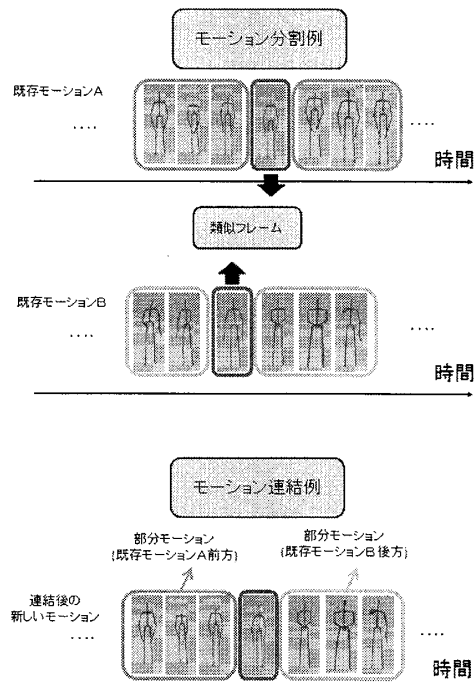 モーション分割例
既存モーションA
‥‥
‥‥
時間
類似フレーム
既存モーションB
‥‥
‥‥
時間
モーション連結例
部分モーション
(既存モーションA前方)
部分モーション
(既存モーションB後方)
連結後の
新しいモーション
‥‥
‥‥
時間